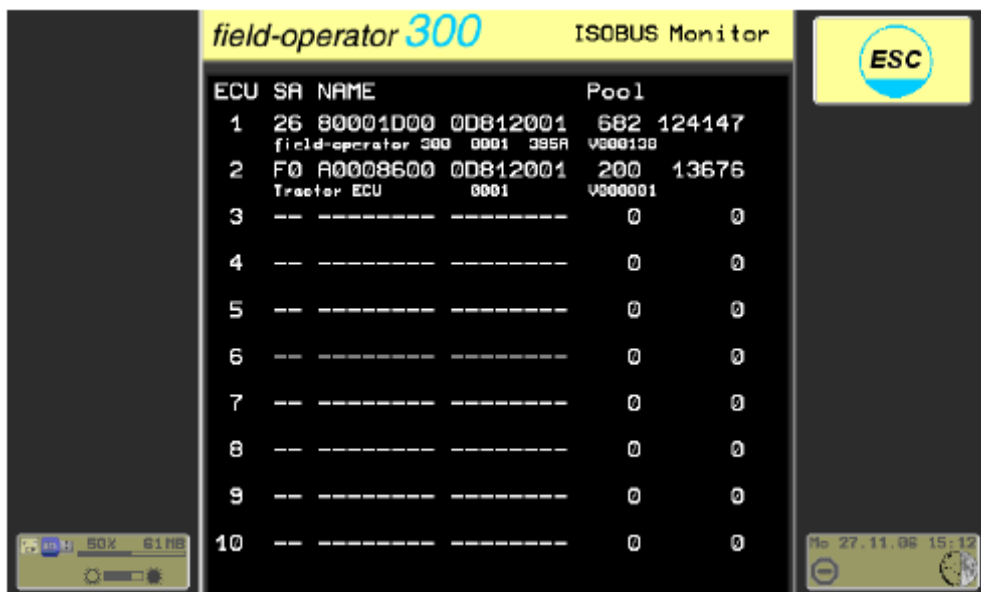 field-operator 300 ISOBUS Monitor
ESC
ECU SA NAME Pool
1 26 80001D00 0D812001 682 124147
field-operator 300 0001 395A V000130
2 F0 A0008600 0D812001 200 13676
Tractor ECU 0001 V000001
3 -- -------- -------- 0 0
4 -- -------- -------- 0 0
5 -- -------- -------- 0 0
6 -- -------- -------- 0 0
7 -- -------- -------- 0 0
8 -- -------- -------- 0 0
9 -- -------- -------- 0 0
10 -- -------- -------- 0 0
50% 61MB
Mo 27.11.06 15:12